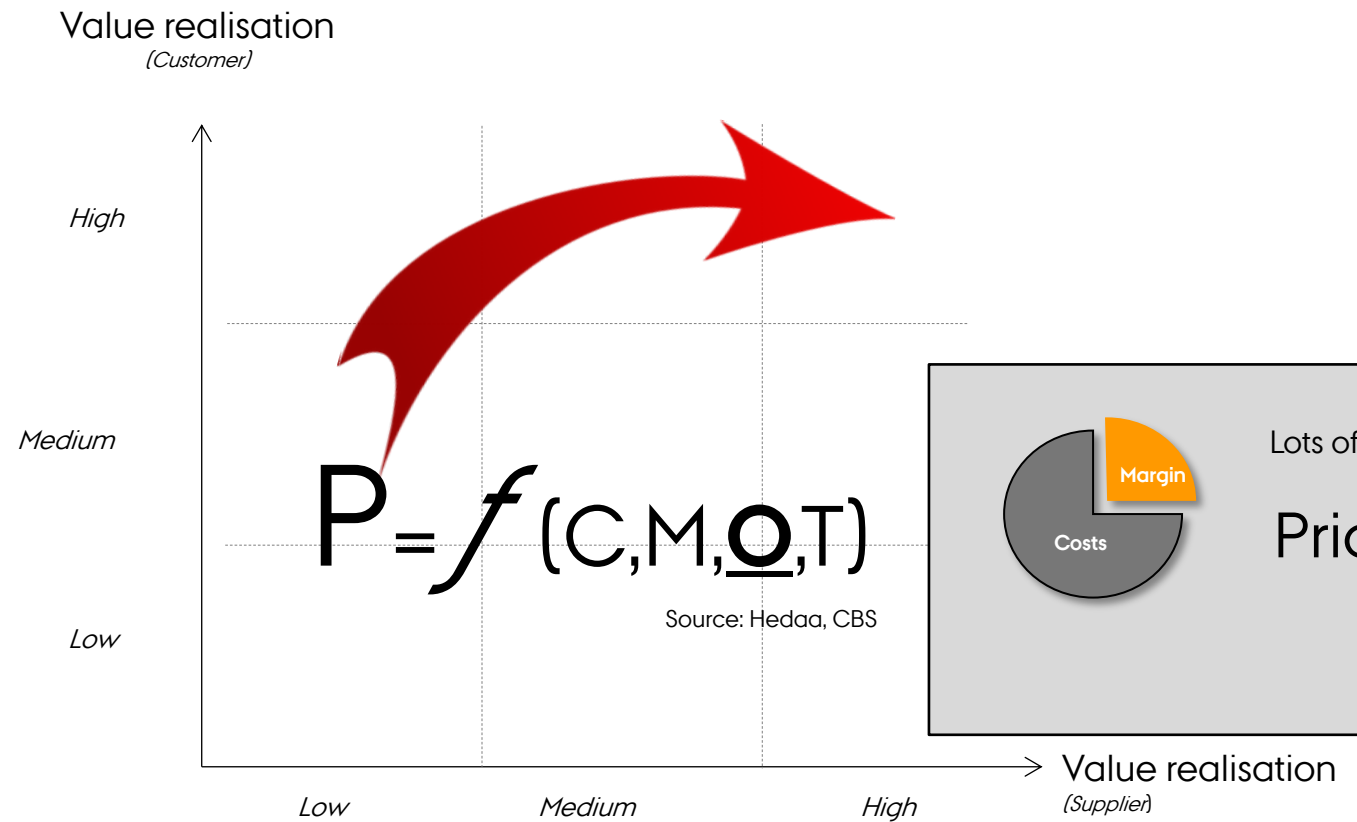 Value realisation
(Customer)
High
Medium
Low
P = f (C,M,O,T)
Source: Hedaa, CBS
Margin
Costs
Lots of
Value realisation
(Supplier)
Low
Medium
High